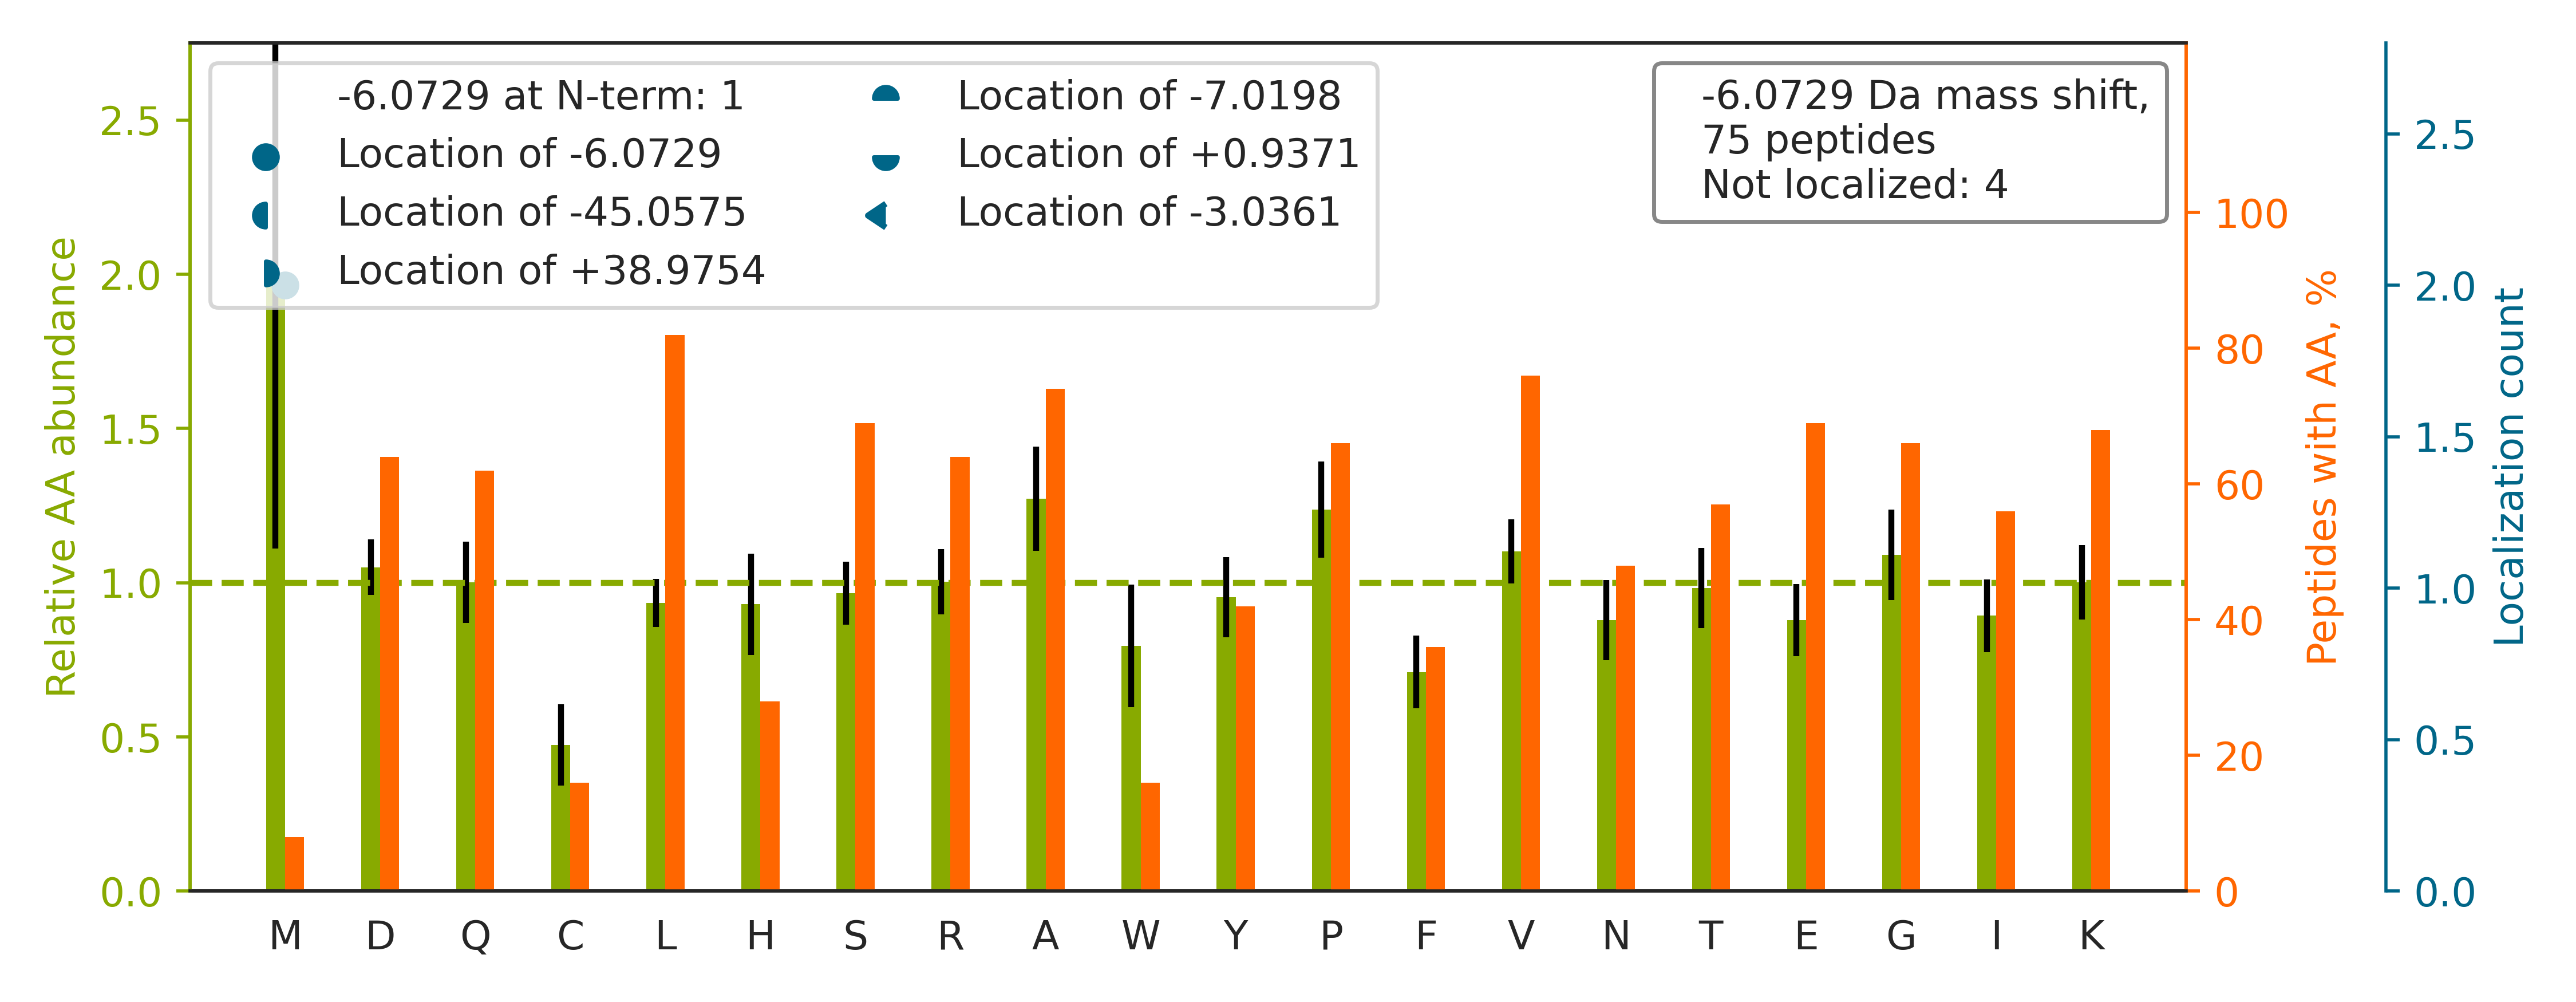 -6.0729 at N-term: 1
Location of -6.0729
Location of -45.0575
Location of +38.9754
Location of -7.0198
Location of +0.9371
Location of -3.0361
-6.0729 Da mass shift,
75 peptides
Not localized: 4
Relative AA abundance
2.5
2.0
1.5
1.0
0.5
0.0
100
80
60
40
20
0
Peptides with AA, %
2.5
2.0
1.5
1.0
0.5
0.0
Localization count
M D Q C L H S R A W Y P F V N T E G I K